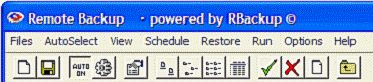 Remote Backup - powered by RBackup ©
Files AutoSelect View Schedule Restore Run Options Help
AUTO ON